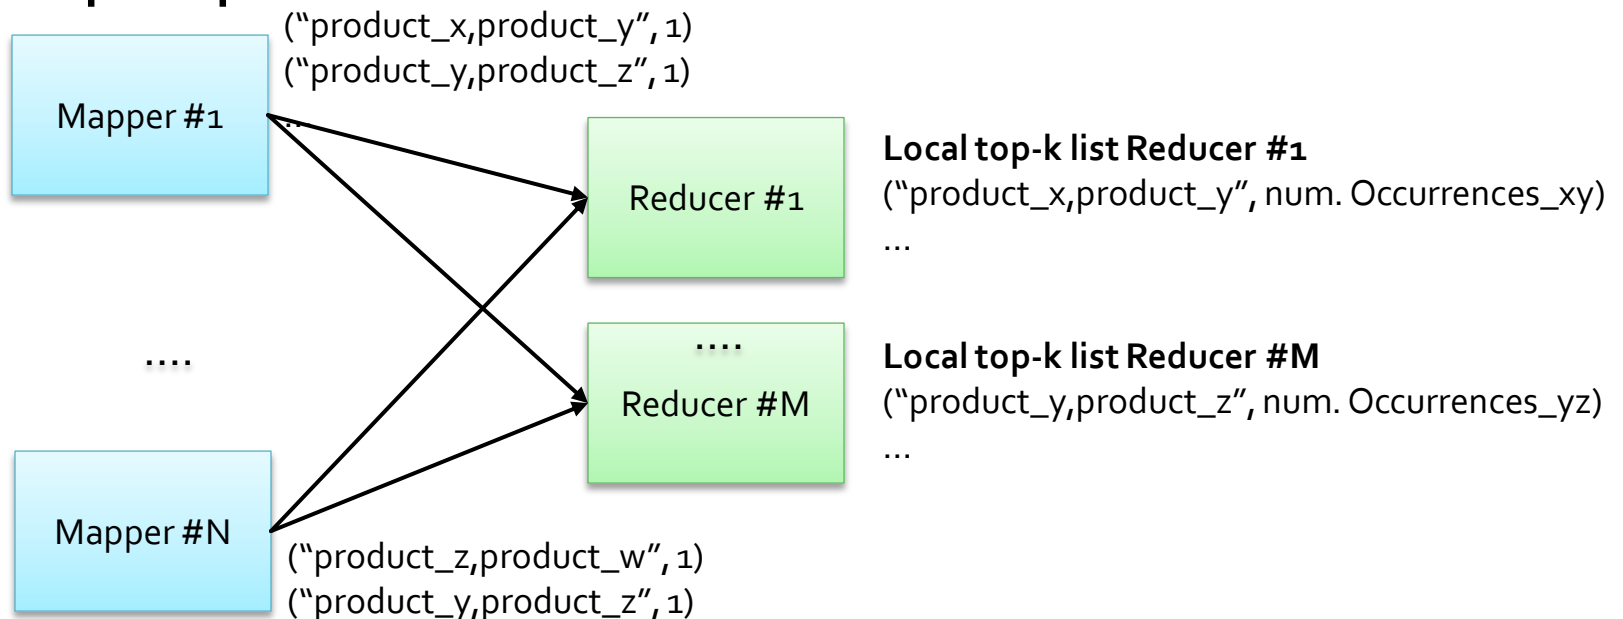 ("product_x,product_y", 1)
("product_y,product_z", 1)
...
Mapper #1
Reducer #1
Local top-k list Reducer #1
("product_x,product_y", num. Occurrences_xy)
...
....
....
Reducer #M
Local top-k list Reducer #M
("product_y,product_z", num. Occurrences_yz)
...
Mapper #N
("product_z,product_w", 1)
("product_y,product_z", 1)